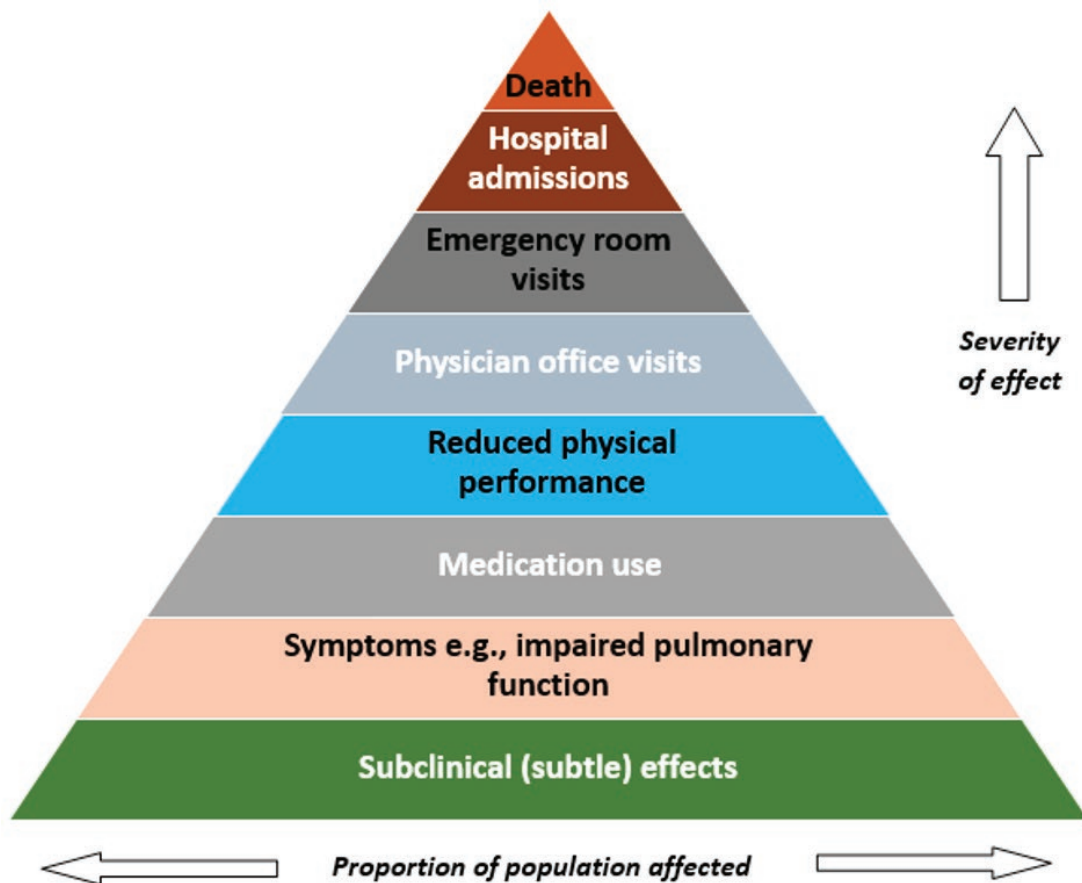 Death
Hospital
admissions
Emergency room
visits
Physician office visits
Severity
of effect
Reduced physical
performance
Medication use
Symptoms e.g., impaired pulmonary
function
Subclinical (subtle) effects
Proportion of population affected